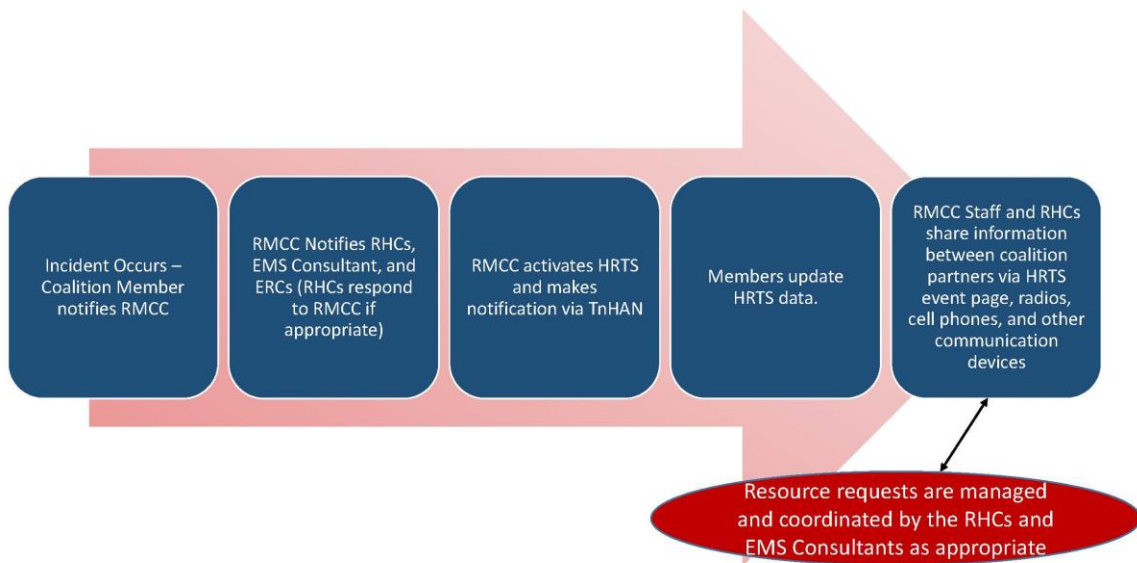 Incident Occurs –
Coalition Member
notifies RMCC
RMCC Notifies RHCs,
EMS Consultant, and
ERCs (RHCs respond
to RMCC if
appropriate)
RMCC activates HRTS
and makes
notification via TnHAN
Members update
HRTS data.
RMCC Staff and RHCs
share information
between coalition
partners via HRTS
event page, radios,
cell phones, and other
communication
devices
Resource requests are managed
and coordinated by the RHCs and
EMS Consultants as appropriate